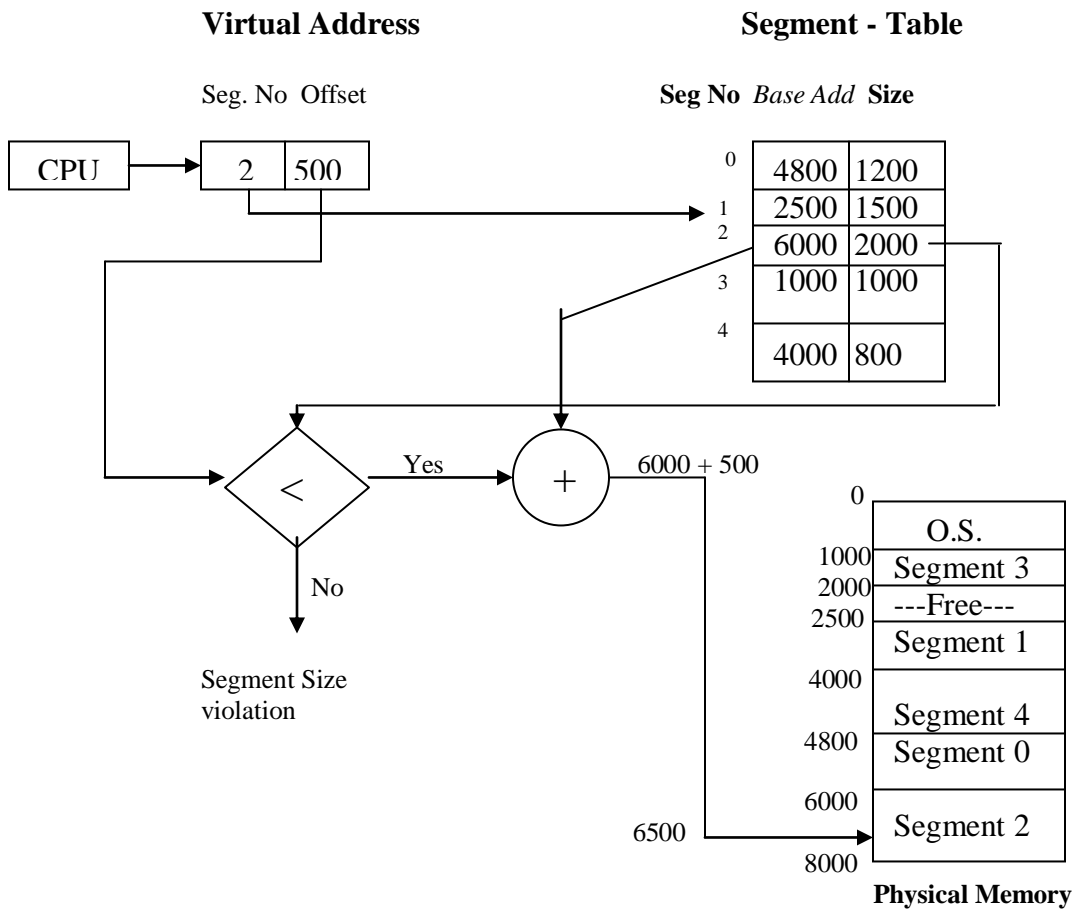 Virtual Address
Segment - Table
Seg. No Offset
Seg No Base Add Size
CPU
2 500
0 4800 1200
1 2500 1500
2 6000 2000
3 1000 1000
4 4000 800
<
Yes
+
6000 + 500
No
Segment Size
violation
0
O.S.
1000
Segment 3
2000
---Free---
2500
Segment 1
4000
Segment 4
4800
Segment 0
6000
Segment 2
6500
8000
Physical Memory